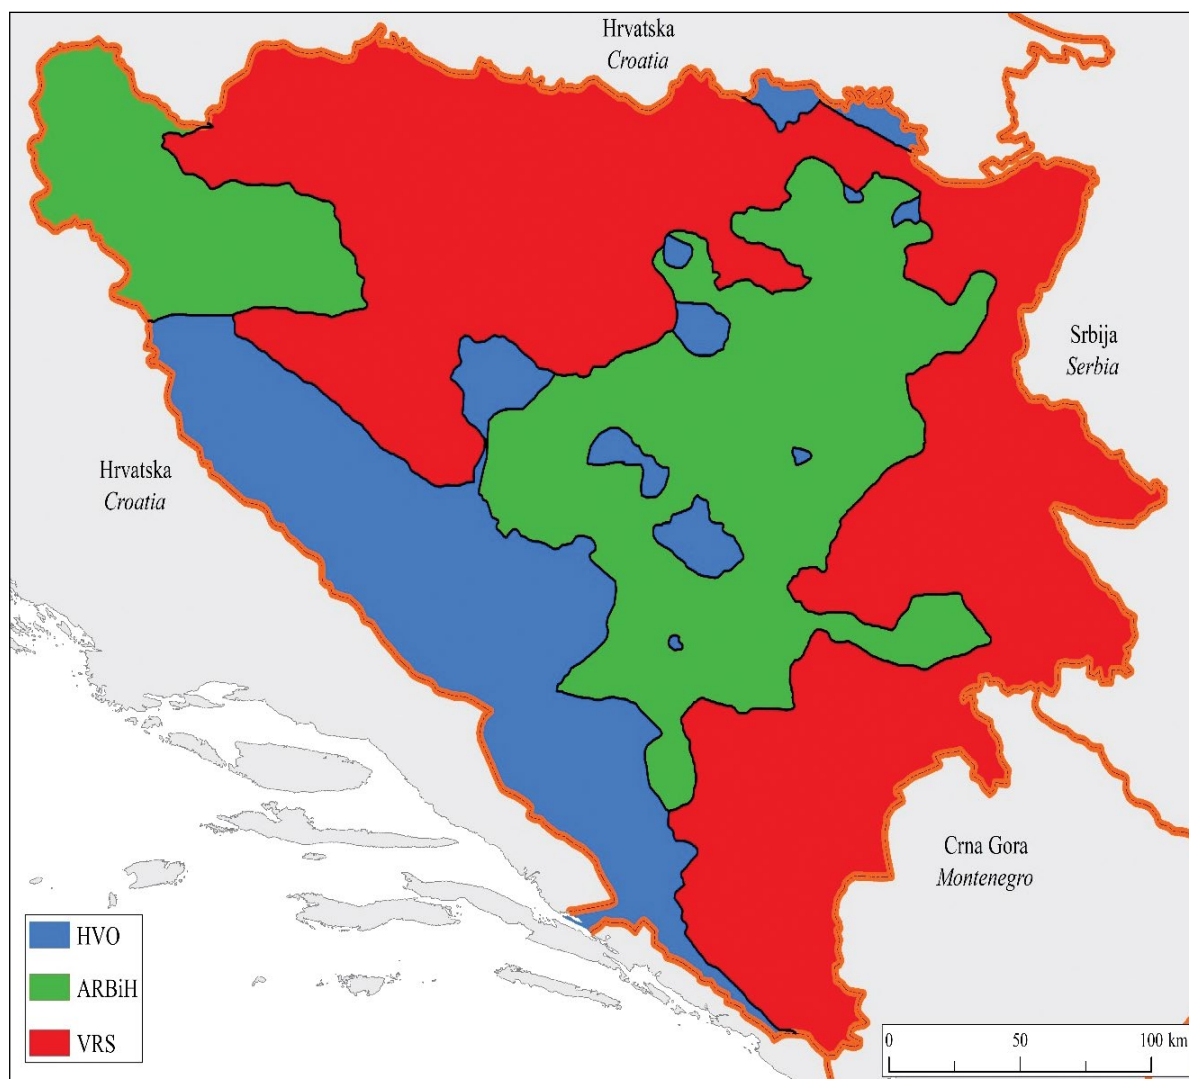 Hrvatska
Croatia
Srbija
Serbia
Hrvatska
Croatia
Crna Gora
Montenegro
HVO
ARBiH
VRS
0 50 100 km